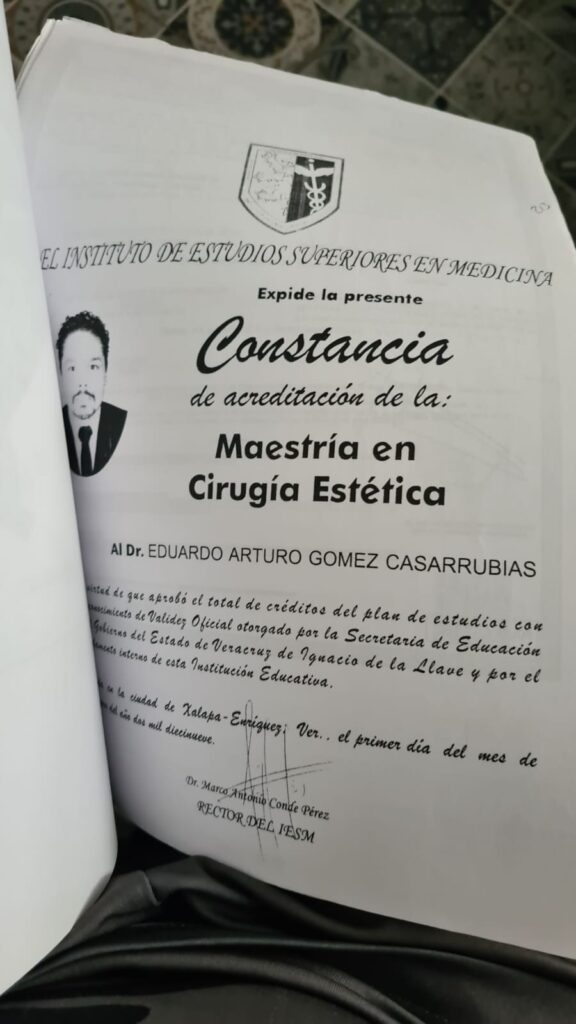 EL INSTITUTO DE ESTUDIOS SUPERIORES EN MEDICINA
Expide la presente
Constancia
de acreditación de la:
Maestría en
Cirugía Estética
Al Dr. EDUARDO ARTURO GOMEZ CASARRUBIAS
de que aprobó el total de créditos del plan de estudios con
de Validez Oficial otorgado por la Secretaria de Educación
Gobierno del Estado de Veracruz de Ignacio de la Llave y por el
interno de esta Institución Educativa.
en la ciudad de Xalapa-Enríquez; Ver., el primer día del mes de
del año dos mil diecinueve.
Dr. Marco Antonio Conde Pérez
RECTOR DEL IESM